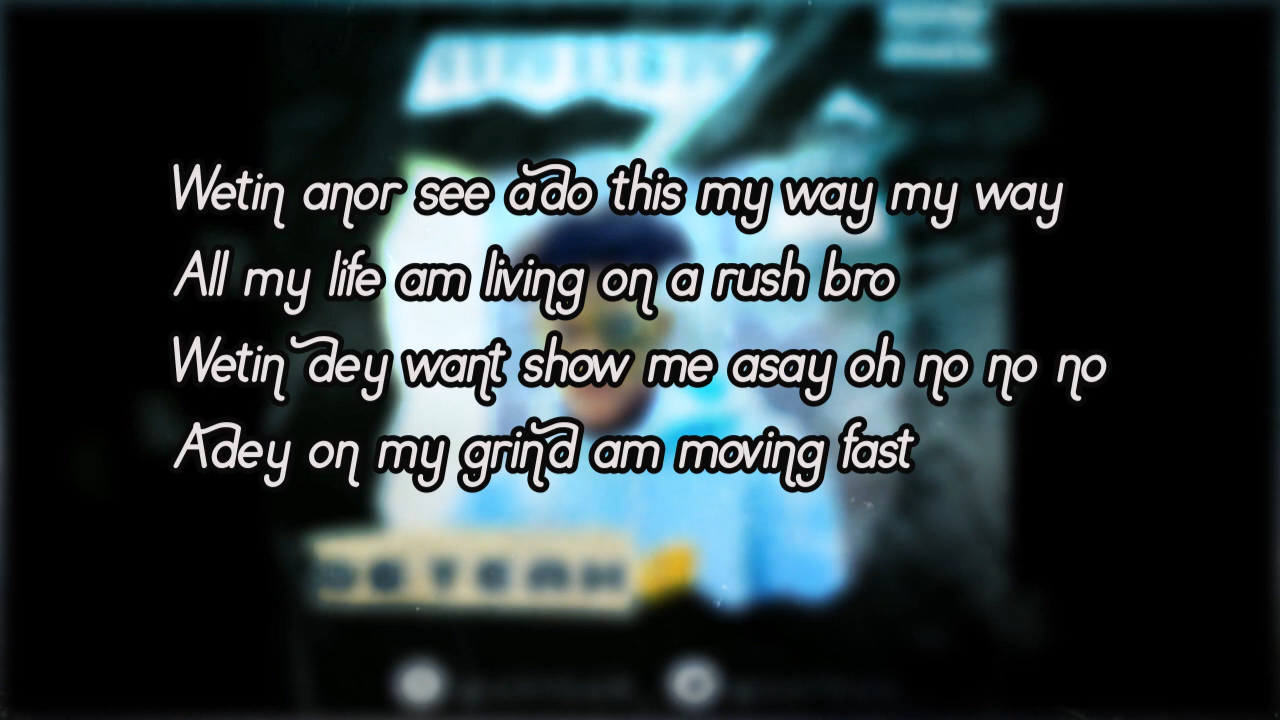 Wetin anor see ado this my way my way
All my life am living on a rush bro
Wetin dey want show me asay oh no no no
Adey on my grind am moving fast